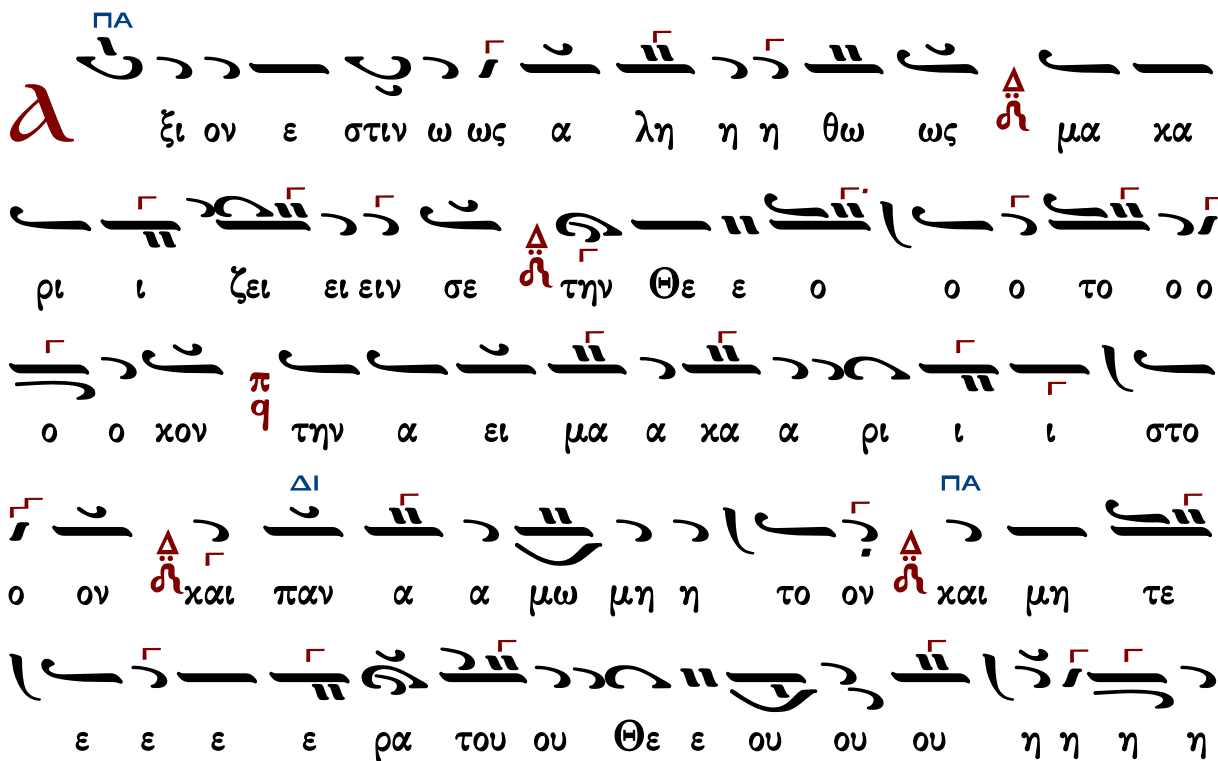 ΠΑ
α ξι ον ε στιν ω ως α λη η η θω ως Δ μα κα
ρι ι ζει ει ειν σε Δ την Θε ε ο ο ο το ο ο
ο ο κον π q την α ει μα α κα α ρι ι ι στο
ΔΙ ΠΑ
ο ον Δ και παν α α μω μη η το ον Δ και μη τε
ε ε ε ε ρα του ου Θε ε ου ου ου η η η η